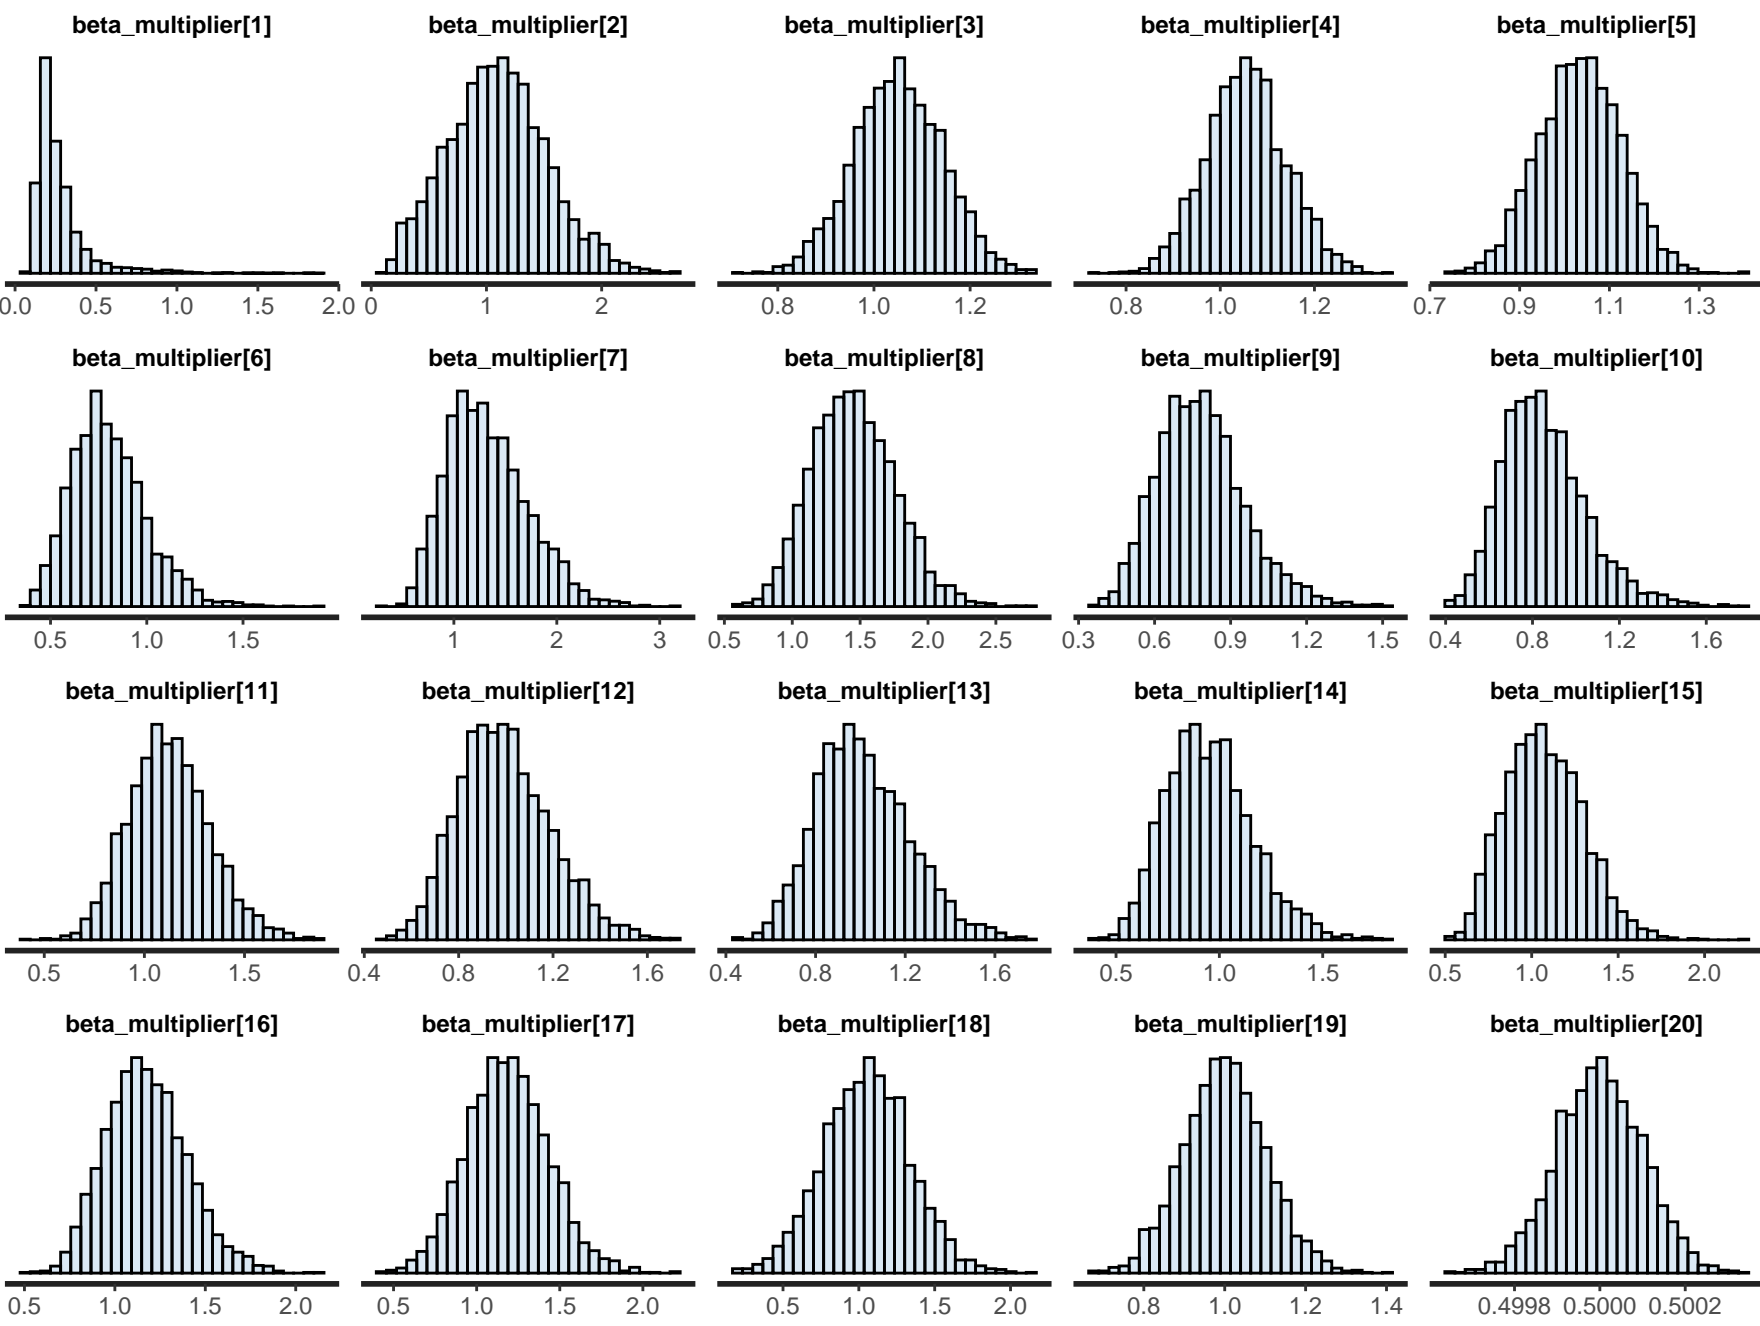 beta_multiplier[1] beta_multiplier[2] beta_multiplier[3] beta_multiplier[4] beta_multiplier[5]
0.0 0.5 1.0 1.5 2.0 0 1 2 0.8 1.0 1.2 0.8 1.0 1.2 0.7 0.9 1.1 1.3
beta_multiplier[6] beta_multiplier[7] beta_multiplier[8] beta_multiplier[9] beta_multiplier[10]
0.5 1.0 1.5 1 2 3 0.5 1.0 1.5 2.0 2.5 0.3 0.6 0.9 1.2 1.5 0.4 0.8 1.2 1.6
beta_multiplier[11] beta_multiplier[12] beta_multiplier[13] beta_multiplier[14] beta_multiplier[15]
0.5 1.0 1.5 0.4 0.8 1.2 1.6 0.4 0.8 1.2 1.6 0.5 1.0 1.5 0.5 1.0 1.5 2.0
beta_multiplier[16] beta_multiplier[17] beta_multiplier[18] beta_multiplier[19] beta_multiplier[20]
0.5 1.0 1.5 2.0 0.5 1.0 1.5 2.0 0.5 1.0 1.5 2.0 0.8 1.0 1.2 1.4 0.4998 0.5000 0.5002